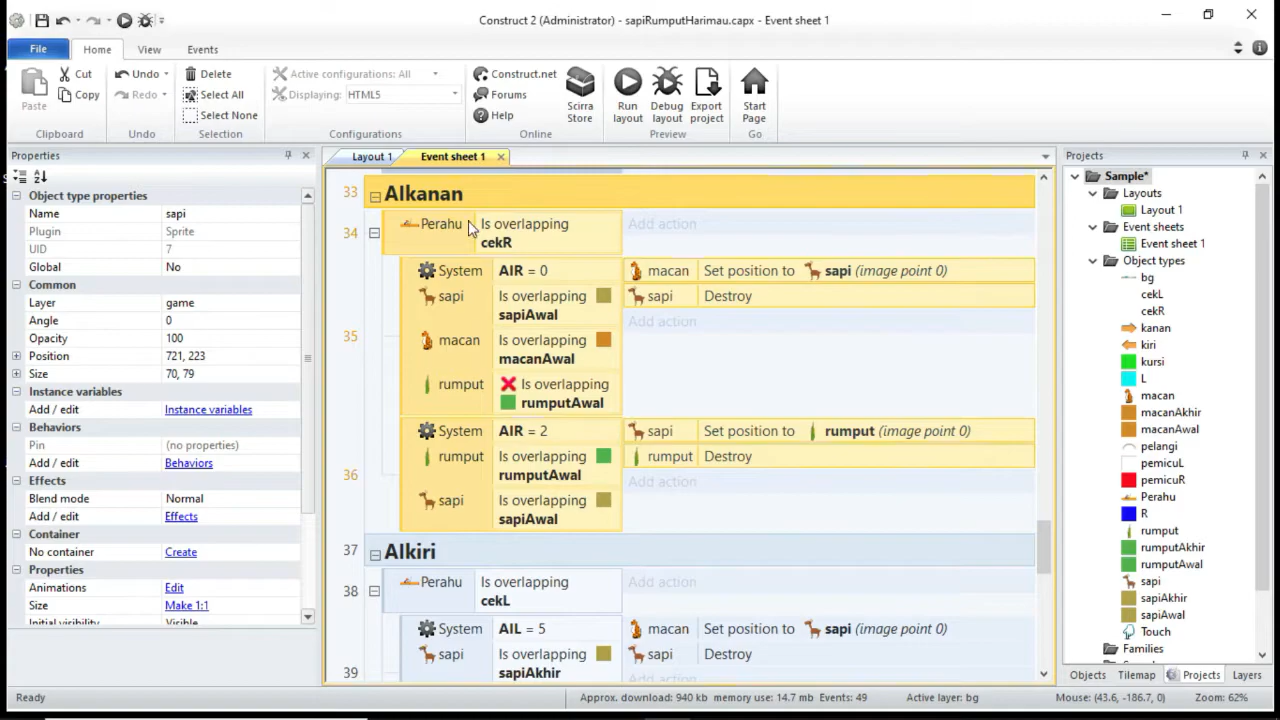 Construct 2 (Administrator) - sapiRumputHarimau.capx - Event sheet 1
File Home View Events
Paste Cut Copy
Undo Redo
Delete Select All Select None
Active configurations: All
Displaying: HTML5
Construct.net Forums Help
Scirra Store
Run layout
Debug layout
Export project
Start Page
Clipboard Undo Selection Configurations Online Preview Go
Properties
Object type properties
Name sapi
Plugin Sprite
UID 7
Global No
Common
Layer game
Angle 0
Opacity 100
Position 721, 223
Size 70, 79
Instance variables
Add / edit Instance variables
Behaviors
Pin (no properties)
Add / edit Behaviors
Effects
Blend mode Normal
Add / edit Effects
Container
No container Create
Properties
Animations Edit
Size Make 1:1
Initial visibility Visible
Layout 1 Event sheet 1
33 AIkanan
34 Perahu Is overlapping cekR Add action
35
System AIR = 0 macan Set position to sapi (image point 0)
sapi Is overlapping sapiAwal sapi Destroy
Add action
macan Is overlapping macanAwal
rumput Is overlapping rumputAwal
36
System AIR = 2 sapi Set position to rumput (image point 0)
rumput Is overlapping rumputAwal rumput Destroy
Add action
sapi Is overlapping sapiAwal
37 AIkiri
38 Perahu Is overlapping cekL Add action
39
System AIL = 5 macan Set position to sapi (image point 0)
sapi Is overlapping sapiAkhir sapi Destroy
Add action
Projects
Sample*
Layouts
Layout 1
Event sheets
Event sheet 1
Object types
bg
cekL
cekR
kanan
kiri
kursi
L
macan
macanAkhir
macanAwal
pelangi
pemicuL
pemicuR
Perahu
R
rumput
rumputAkhir
rumputAwal
sapi
sapiAkhir
sapiAwal
Touch
Families
Objects Tilemap Projects Layers
Ready
Approx. download: 940 kb memory use: 14.7 mb Events: 49
Active layer: bg
Mouse: (43.6, -186.7, 0)
Zoom: 62%